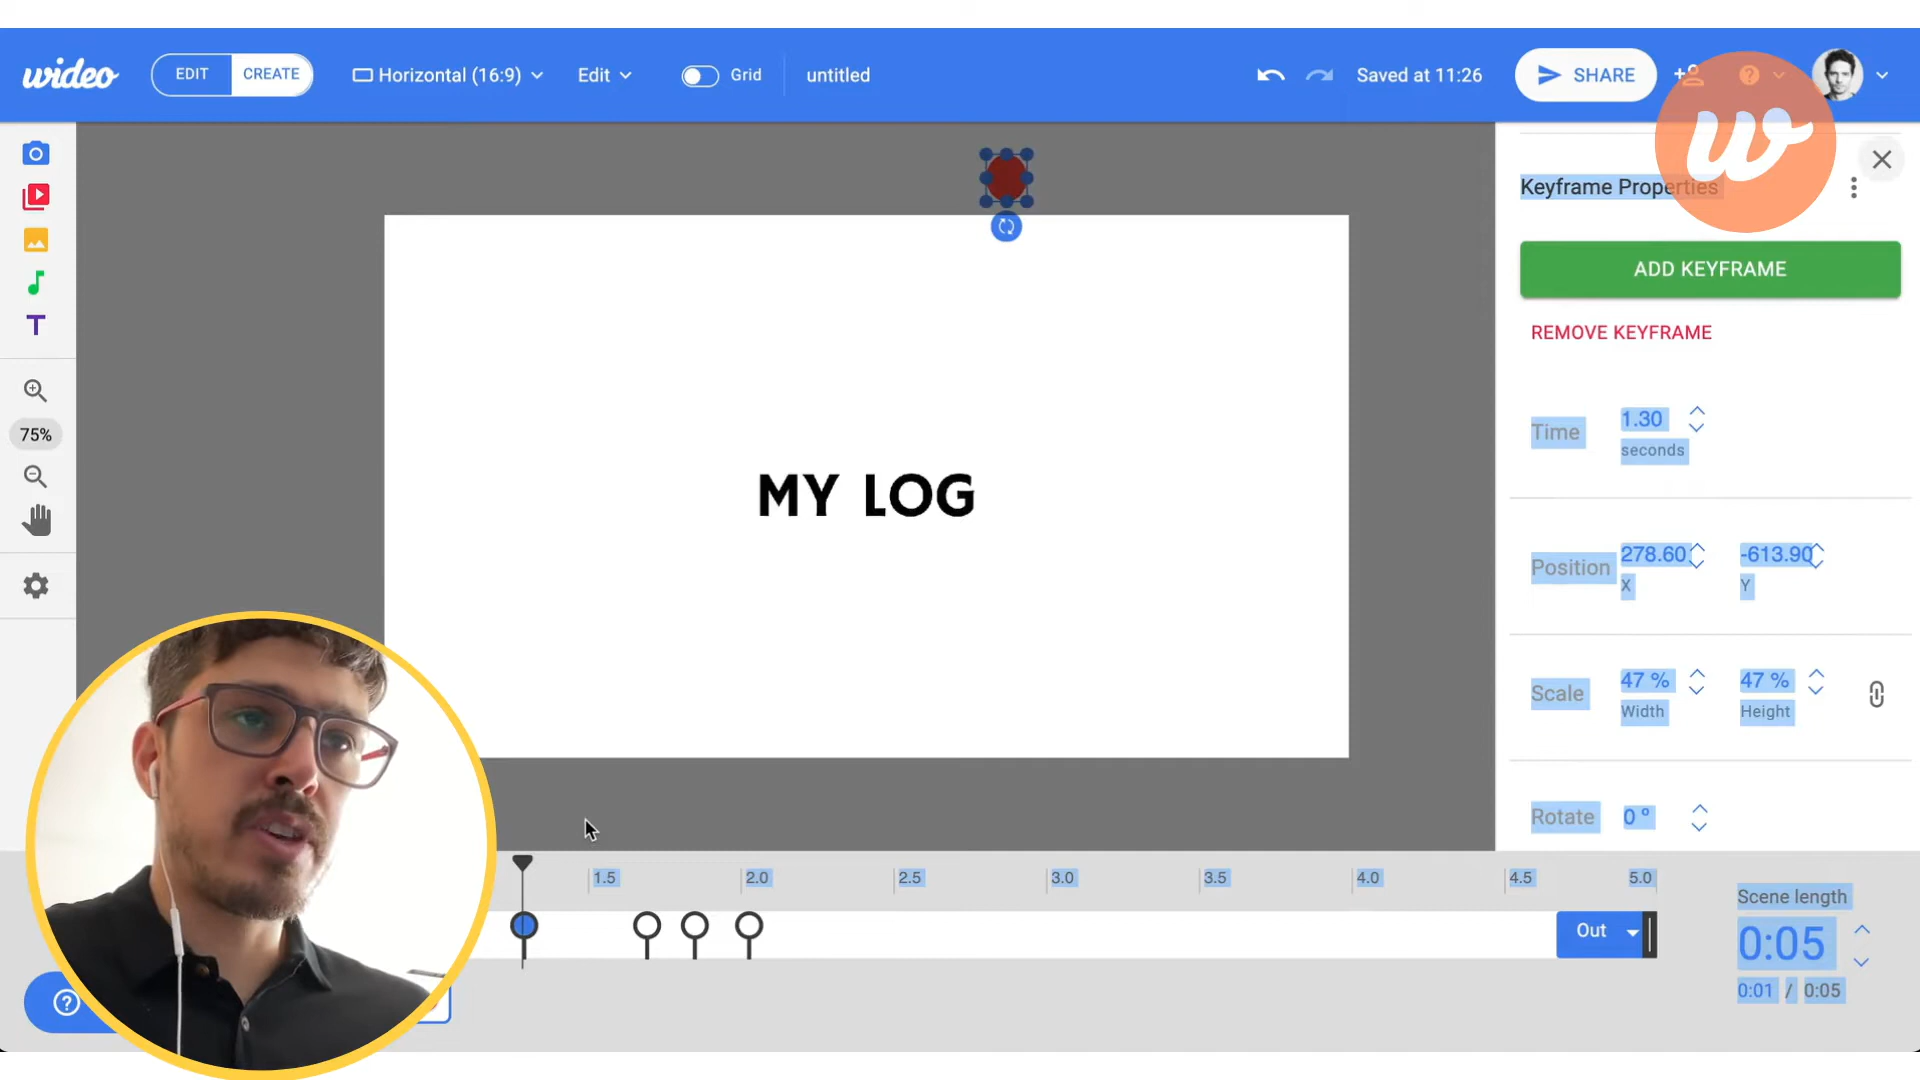 wideo EDIT CREATE Horizontal (16:9) Edit Grid untitled Saved at 11:26 SHARE
w
Keyframe Properties
ADD KEYFRAME
REMOVE KEYFRAME
Time 1.30
seconds
Position 278.60 -613.90
X Y
Scale 47 % 47 %
Width Height
Rotate 0 º
T
75%
MY LOG
1.5 2.0 2.5 3.0 3.5 4.0 4.5 5.0
Out
Scene length
0:05
0:01 / 0:05